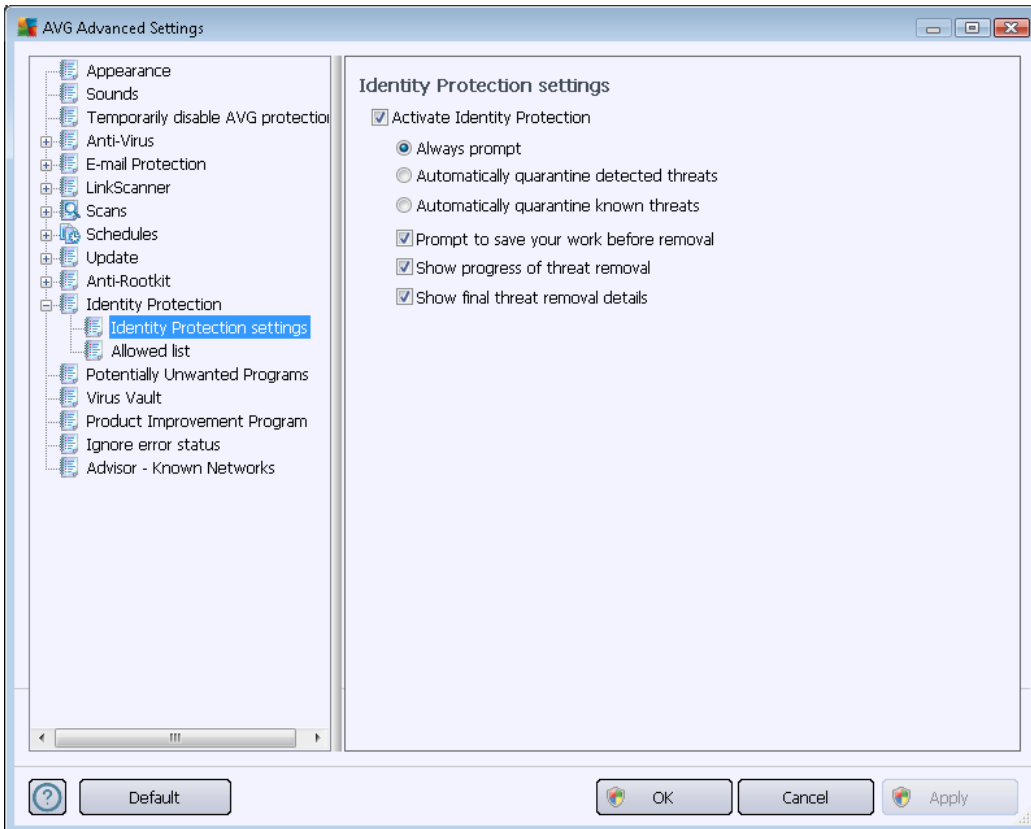 AVG Advanced Settings
Appearance
Sounds
Temporarily disable AVG protection
Anti-Virus
E-mail Protection
LinkScanner
Scans
Schedules
Update
Anti-Rootkit
Identity Protection
Identity Protection settings
Allowed list
Potentially Unwanted Programs
Virus Vault
Product Improvement Program
Ignore error status
Advisor - Known Networks
Identity Protection settings
Activate Identity Protection
Always prompt
Automatically quarantine detected threats
Automatically quarantine known threats
Prompt to save your work before removal
Show progress of threat removal
Show final threat removal details
Default
OK
Cancel
Apply